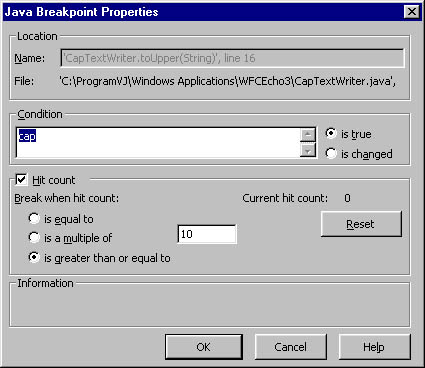 Java Breakpoint Properties
Location
Name: 'CapTextWriter.toUpper(String)', line 16
File: 'C:\ProgramVJ\Windows Applications\WFCEcho3\CapTextWriter.java',
Condition
cap
is true
is changed
Hit count
Break when hit count:
Current hit count: 0
is equal to
is a multiple of
is greater than or equal to
10
Reset
Information
OK
Cancel
Help